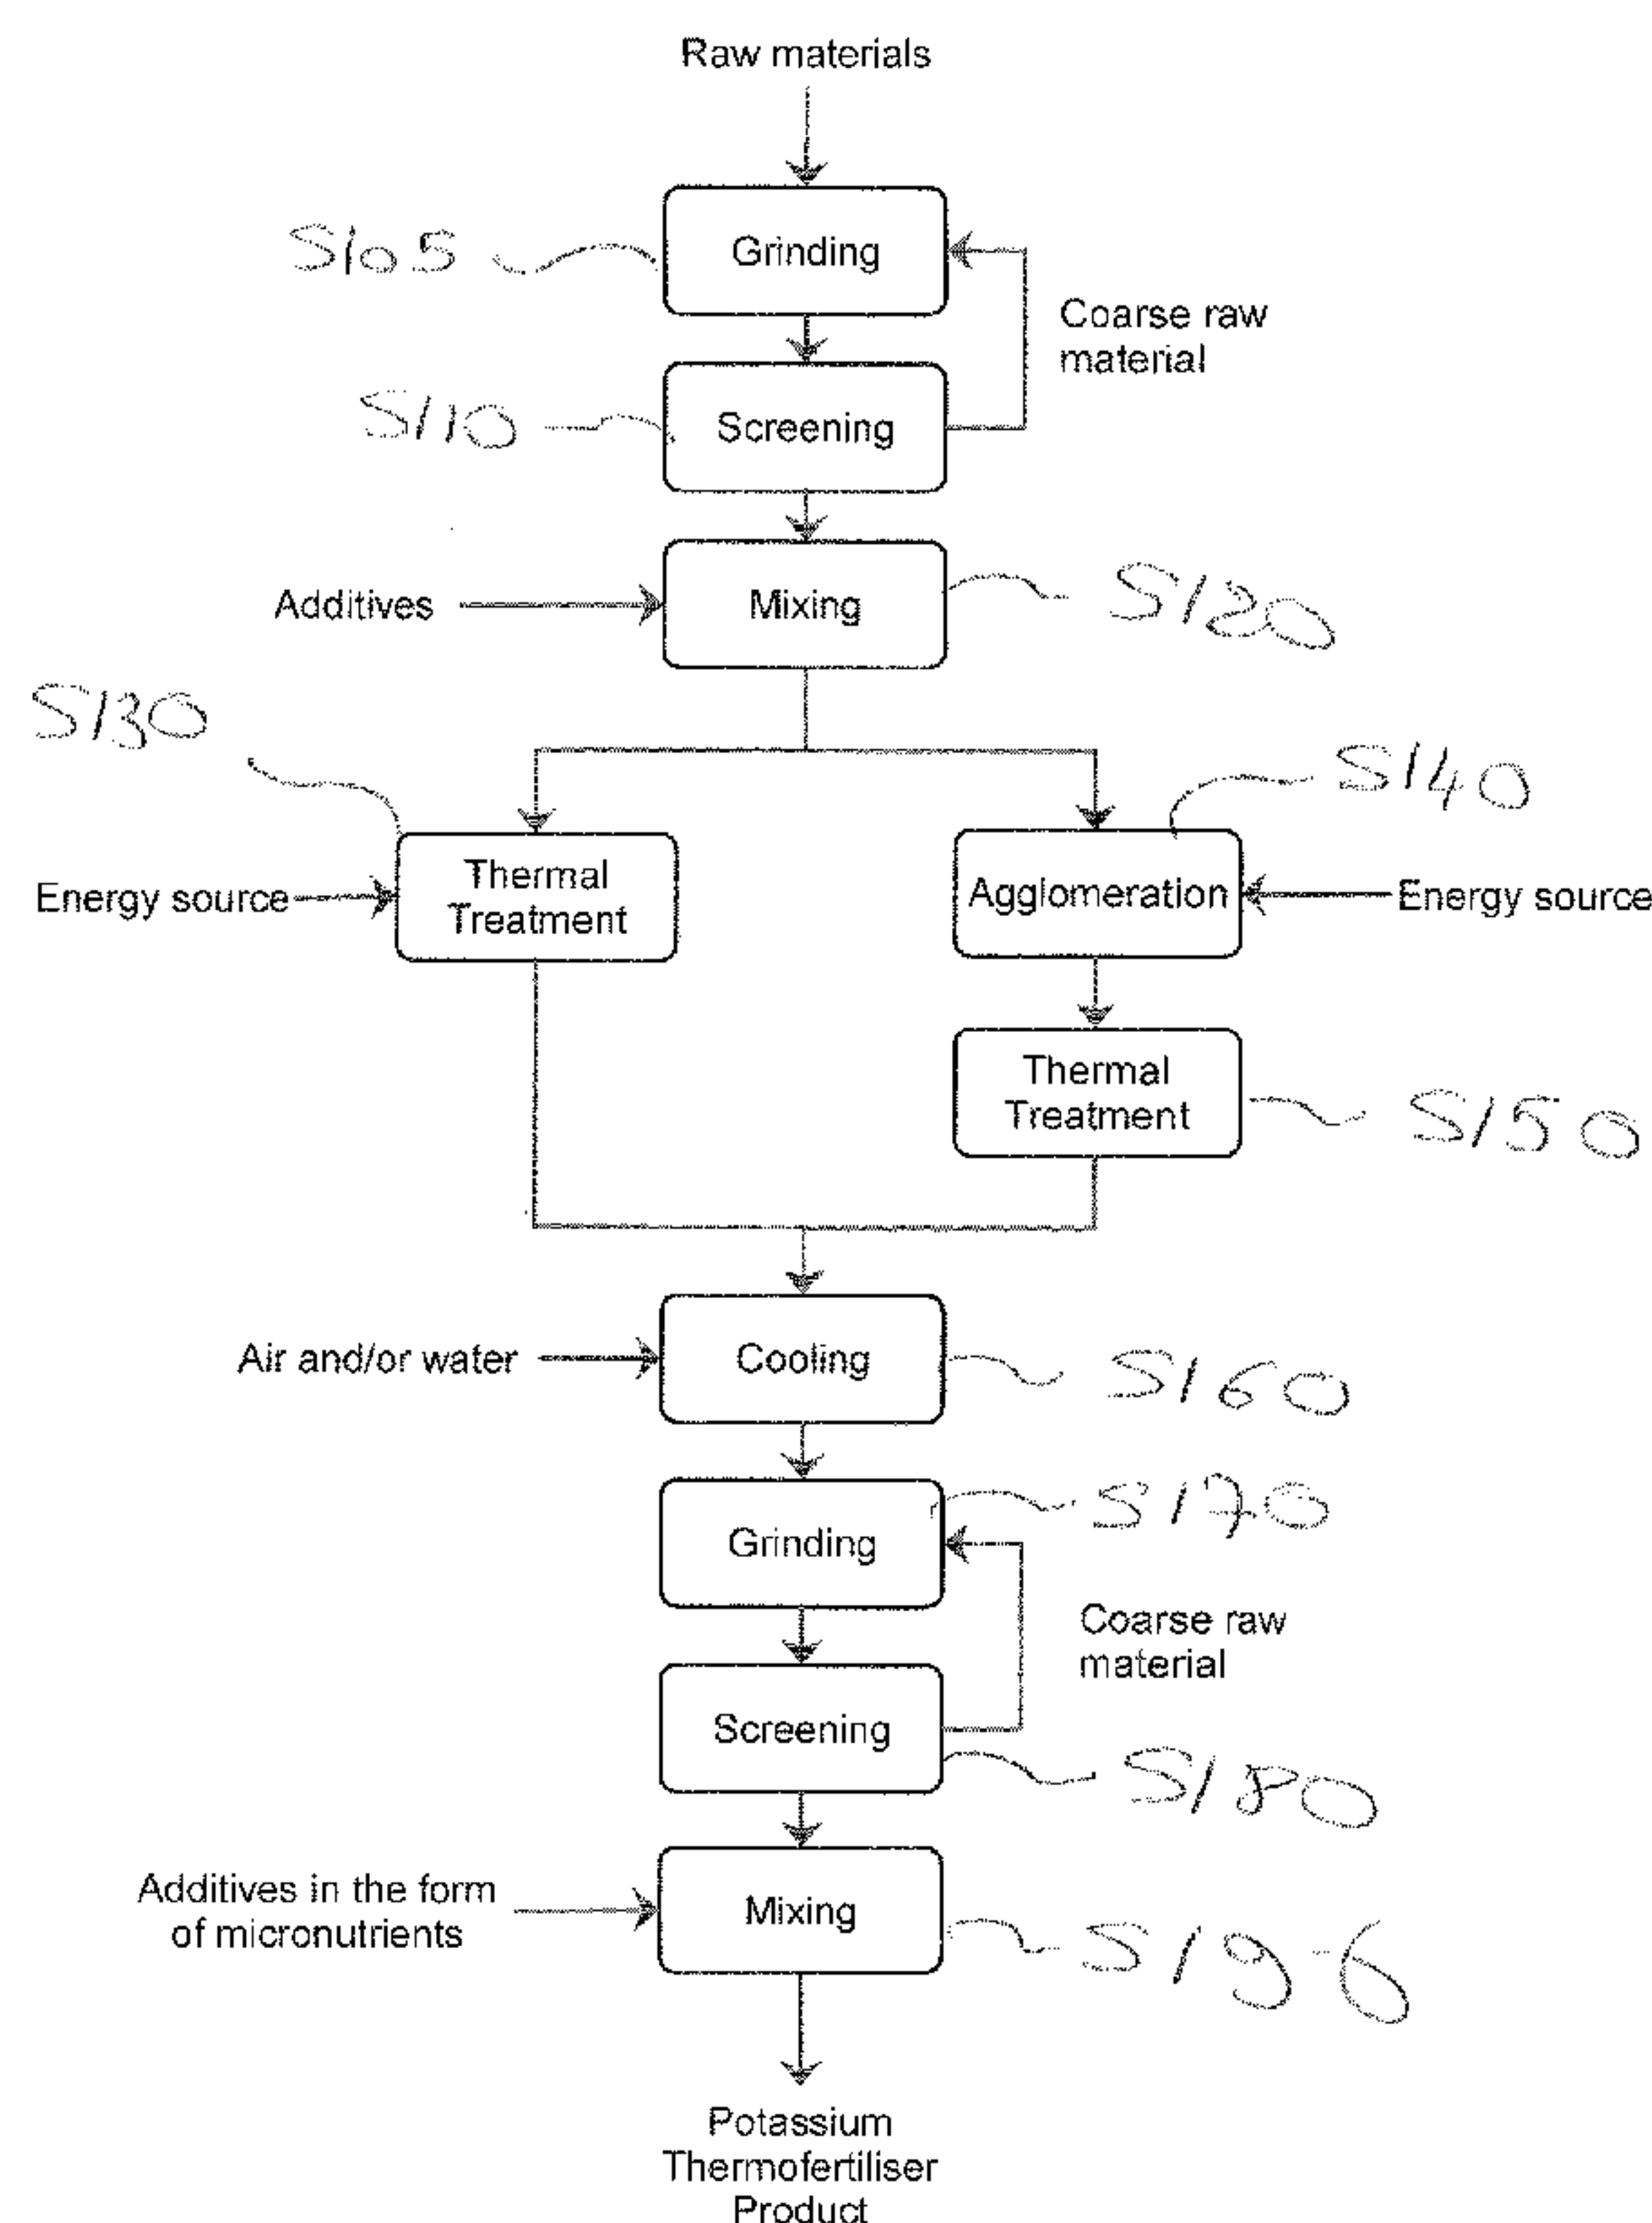 Raw materials
S105
Grinding
Coarse raw
material
S110
Screening
Additives
Mixing
S120
S130
S140
Energy source
Thermal
Treatment
Agglomeration
Energy source
Thermal
Treatment
S150
Air and/or water
Cooling
S160
S170
Grinding
Coarse raw
material
Screening
S180
Additives in the form
of micronutrients
Mixing
S196
Potassium
Thermofertiliser
Product